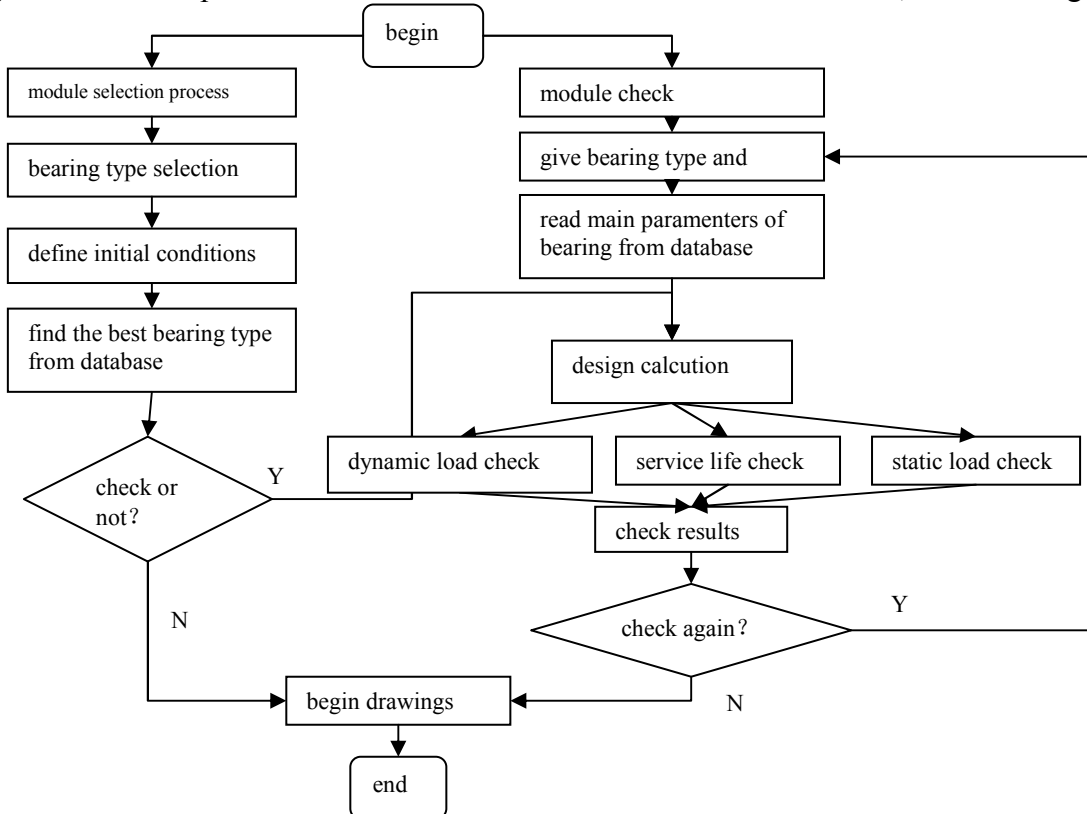 begin
module selection process
module check
bearing type selection
give bearing type and
define initial conditions
read main paramenters of
bearing from database
find the best bearing type
from database
design calcution
check or
not？
Y
dynamic load check
service life check
static load check
check results
N
check again？
Y
begin drawings
N
end